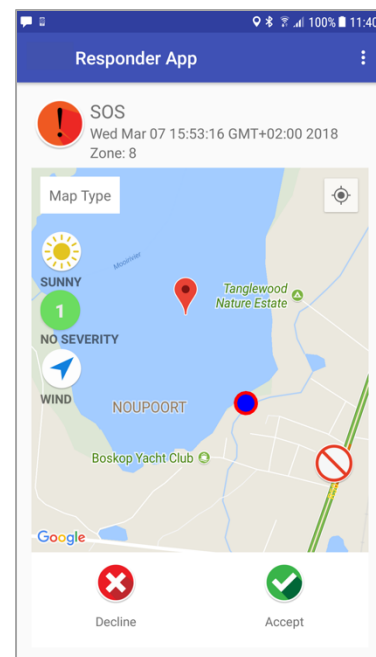 100% 11:40
Responder App
SOS
Wed Mar 07 15:53:16 GMT+02:00 2018
Zone: 8
Map Type
Mooirivier
SUNNY
Tanglewood
Nature Estate
1
NO SEVERITY
WIND
NOUPOORT
Boskop Yacht Club
Google
Decline
Accept